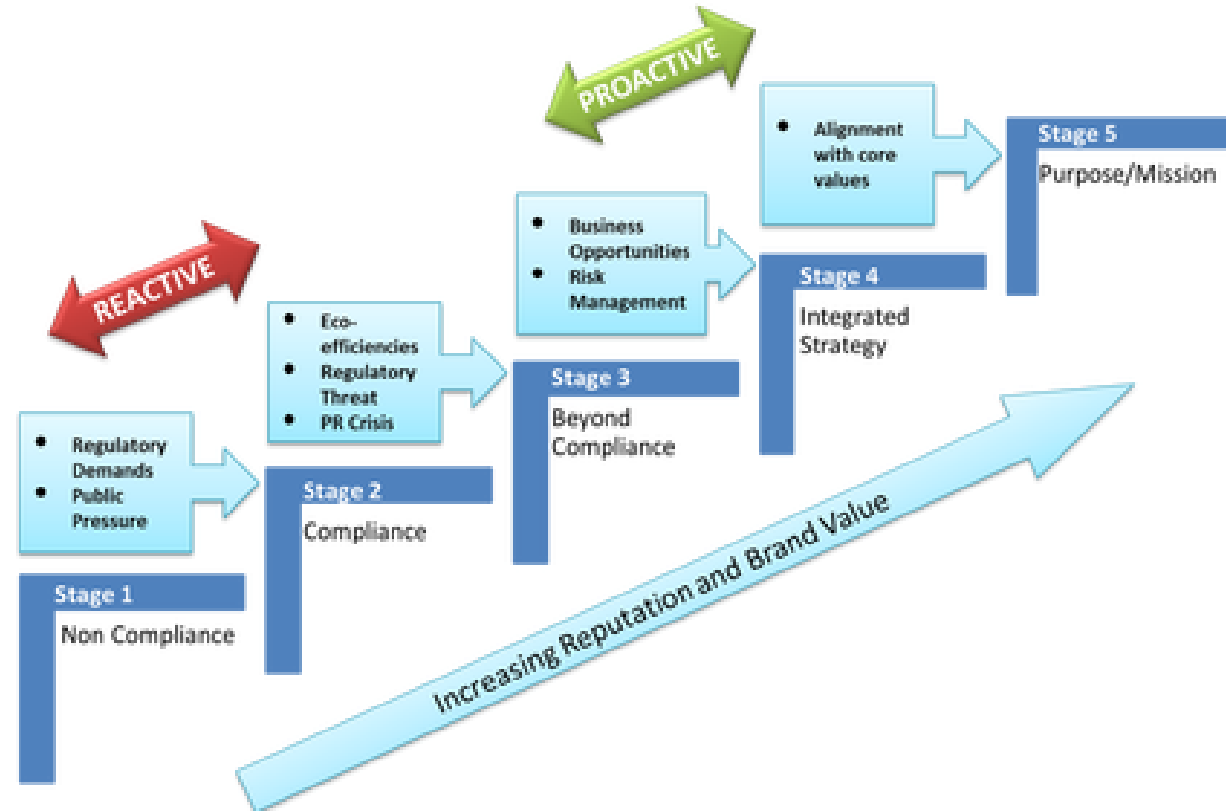 PROACTIVE
• Alignment
with core
values
Stage 5
Purpose/Mission
• Business
Opportunities
• Risk
Management
Stage 4
Integrated
Strategy
REACTIVE
• Eco-
efficiencies
• Regulatory
Threat
• PR Crisis
Stage 3
Beyond
Compliance
• Regulatory
Demands
• Public
Pressure
Stage 2
Compliance
Stage 1
Non Compliance
Increasing Reputation and Brand Value